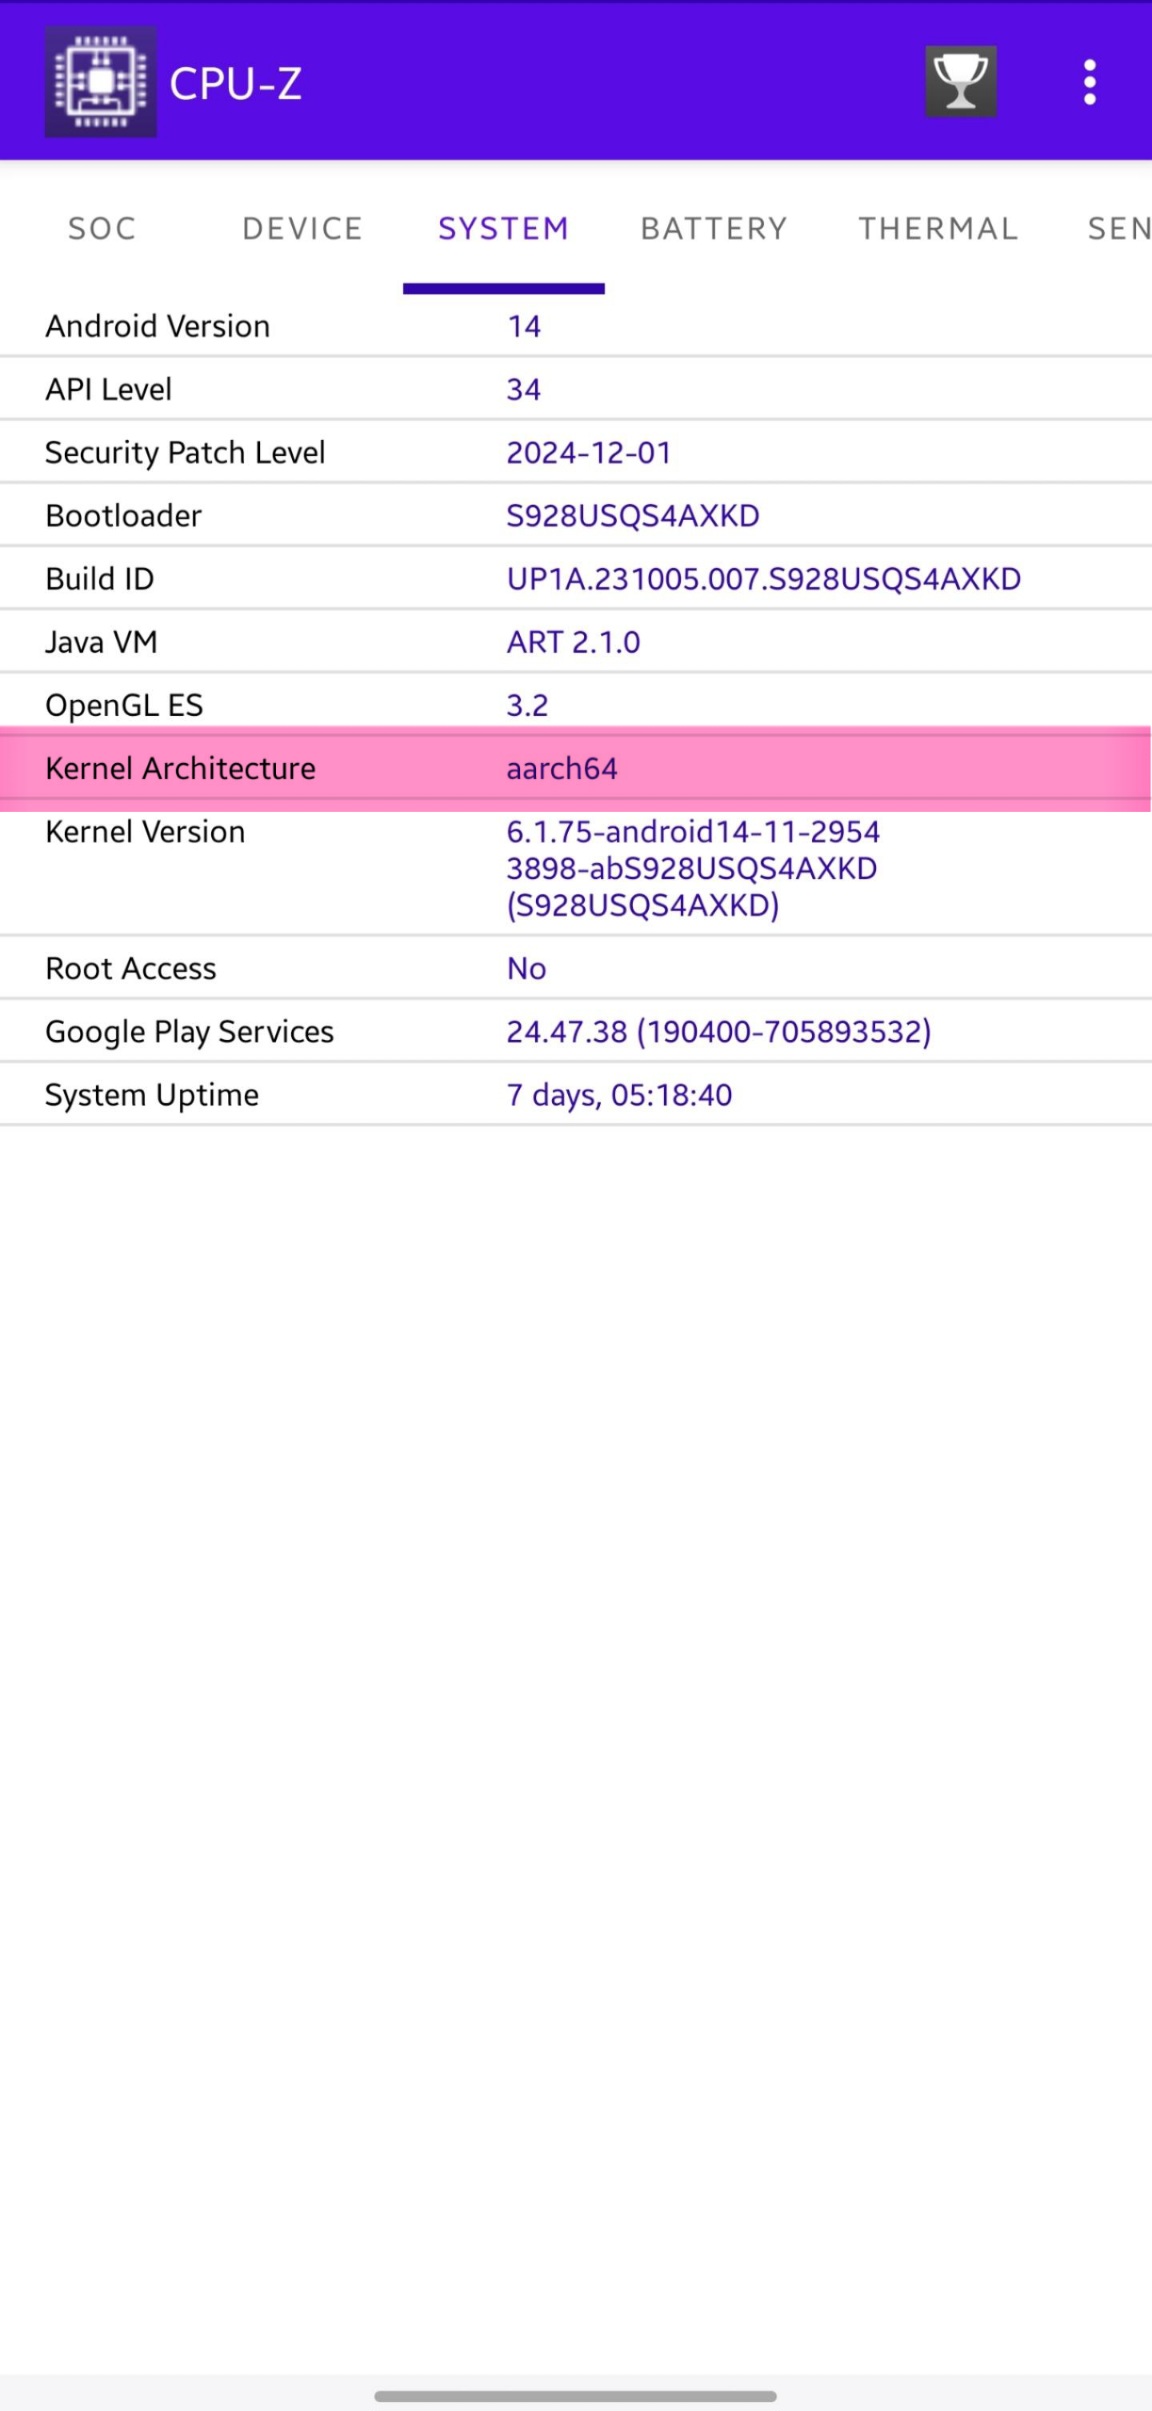 CPU-Z
SOC DEVICE SYSTEM BATTERY THERMAL SEN
Android Version 14
API Level 34
Security Patch Level 2024-12-01
Bootloader S928USQS4AXKD
Build ID UP1A.231005.007.S928USQS4AXKD
Java VM ART 2.1.0
OpenGL ES 3.2
Kernel Architecture aarch64
Kernel Version 6.1.75-android14-11-2954
3898-abS928USQS4AXKD
(S928USQS4AXKD)
Root Access No
Google Play Services 24.47.38 (190400-705893532)
System Uptime 7 days, 05:18:40